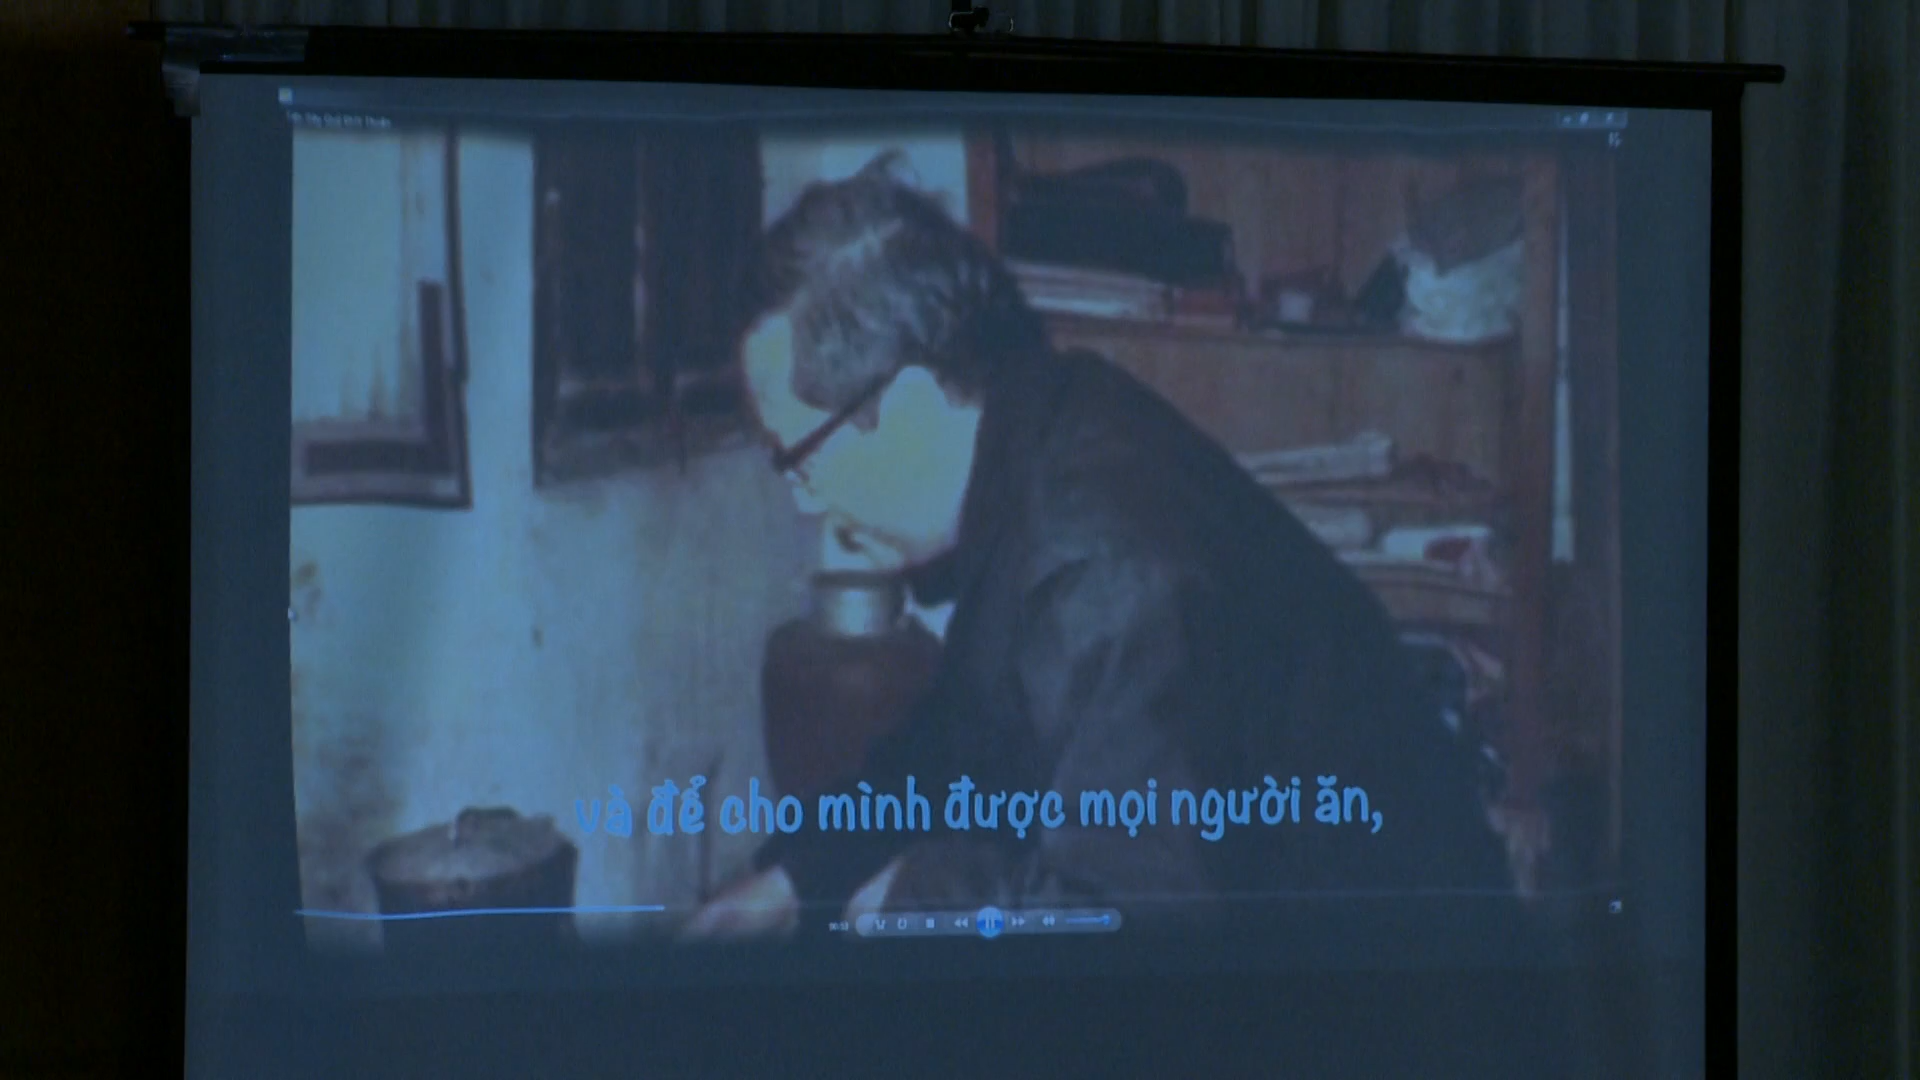 và để cho mình được mọi người ăn,